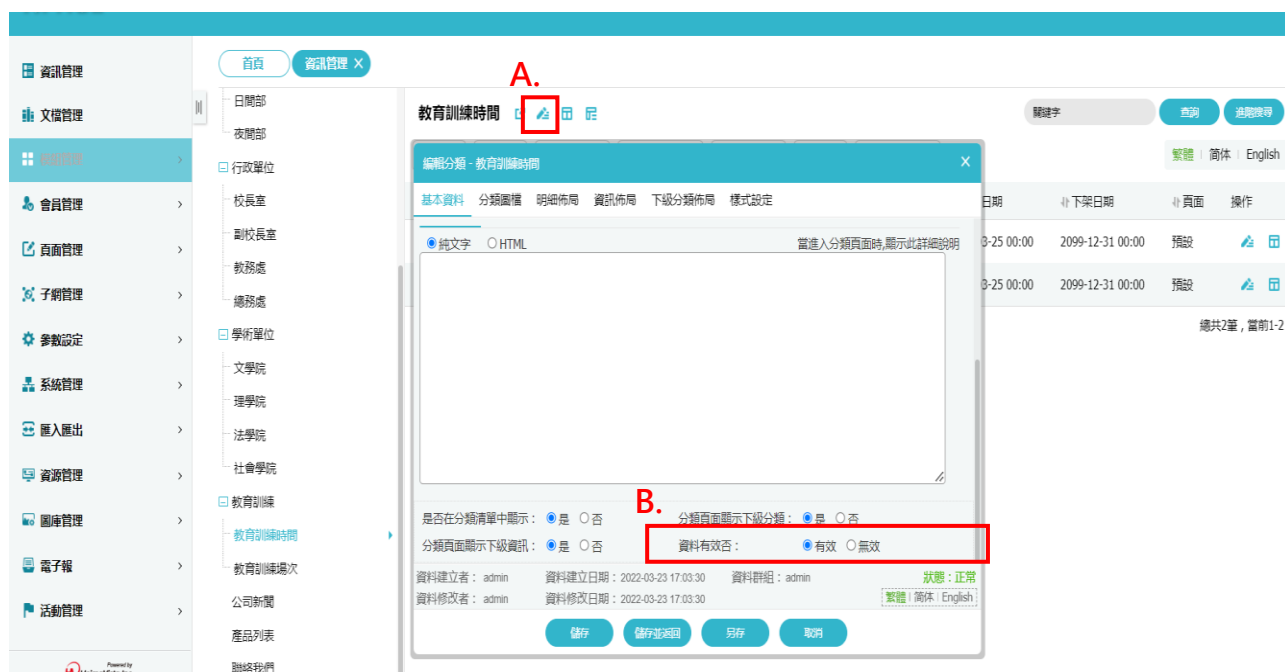 首頁 資訊管理 X
A.
資訊管理
文檔管理
會員管理
頁面管理
子網管理
參數設定
系統管理
匯入匯出
資源管理
圖庫管理
電子報
活動管理
Powered by
日間部
夜間部
行政單位
校長室
副校長室
教務處
總務處
學術單位
文學院
理學院
法學院
社會學院
教育訓練
教育訓練時間
教育訓練場次
公司新聞
產品列表
聯絡我們
教育訓練時間
關鍵字 查詢 進階搜尋
繁體 | 简体 | English
日期 下架日期 頁面 操作
3-25 00:00 2099-12-31 00:00 預設
3-25 00:00 2099-12-31 00:00 預設
總共2筆，當前1-2
編輯分類 - 教育訓練時間 X
基本資料 分類圖檔 明細佈局 資訊佈局 下級分類佈局 樣式設定
純文字 HTML 當進入分類頁面時,顯示此詳細說明
B.
是否在分類清單中顯示： 是 否 分類頁面顯示下級分類： 是 否
分類頁面顯示下級資訊： 是 否 資料有效否： 有效 無效
資料建立者： admin 資料建立日期：2022-03-23 17:03:30 資料群組：admin 狀態：正常
資料修改者： admin 資料修改日期：2022-03-23 17:03:30 繁體 | 简体 | English
儲存 儲存並返回 另存 取消